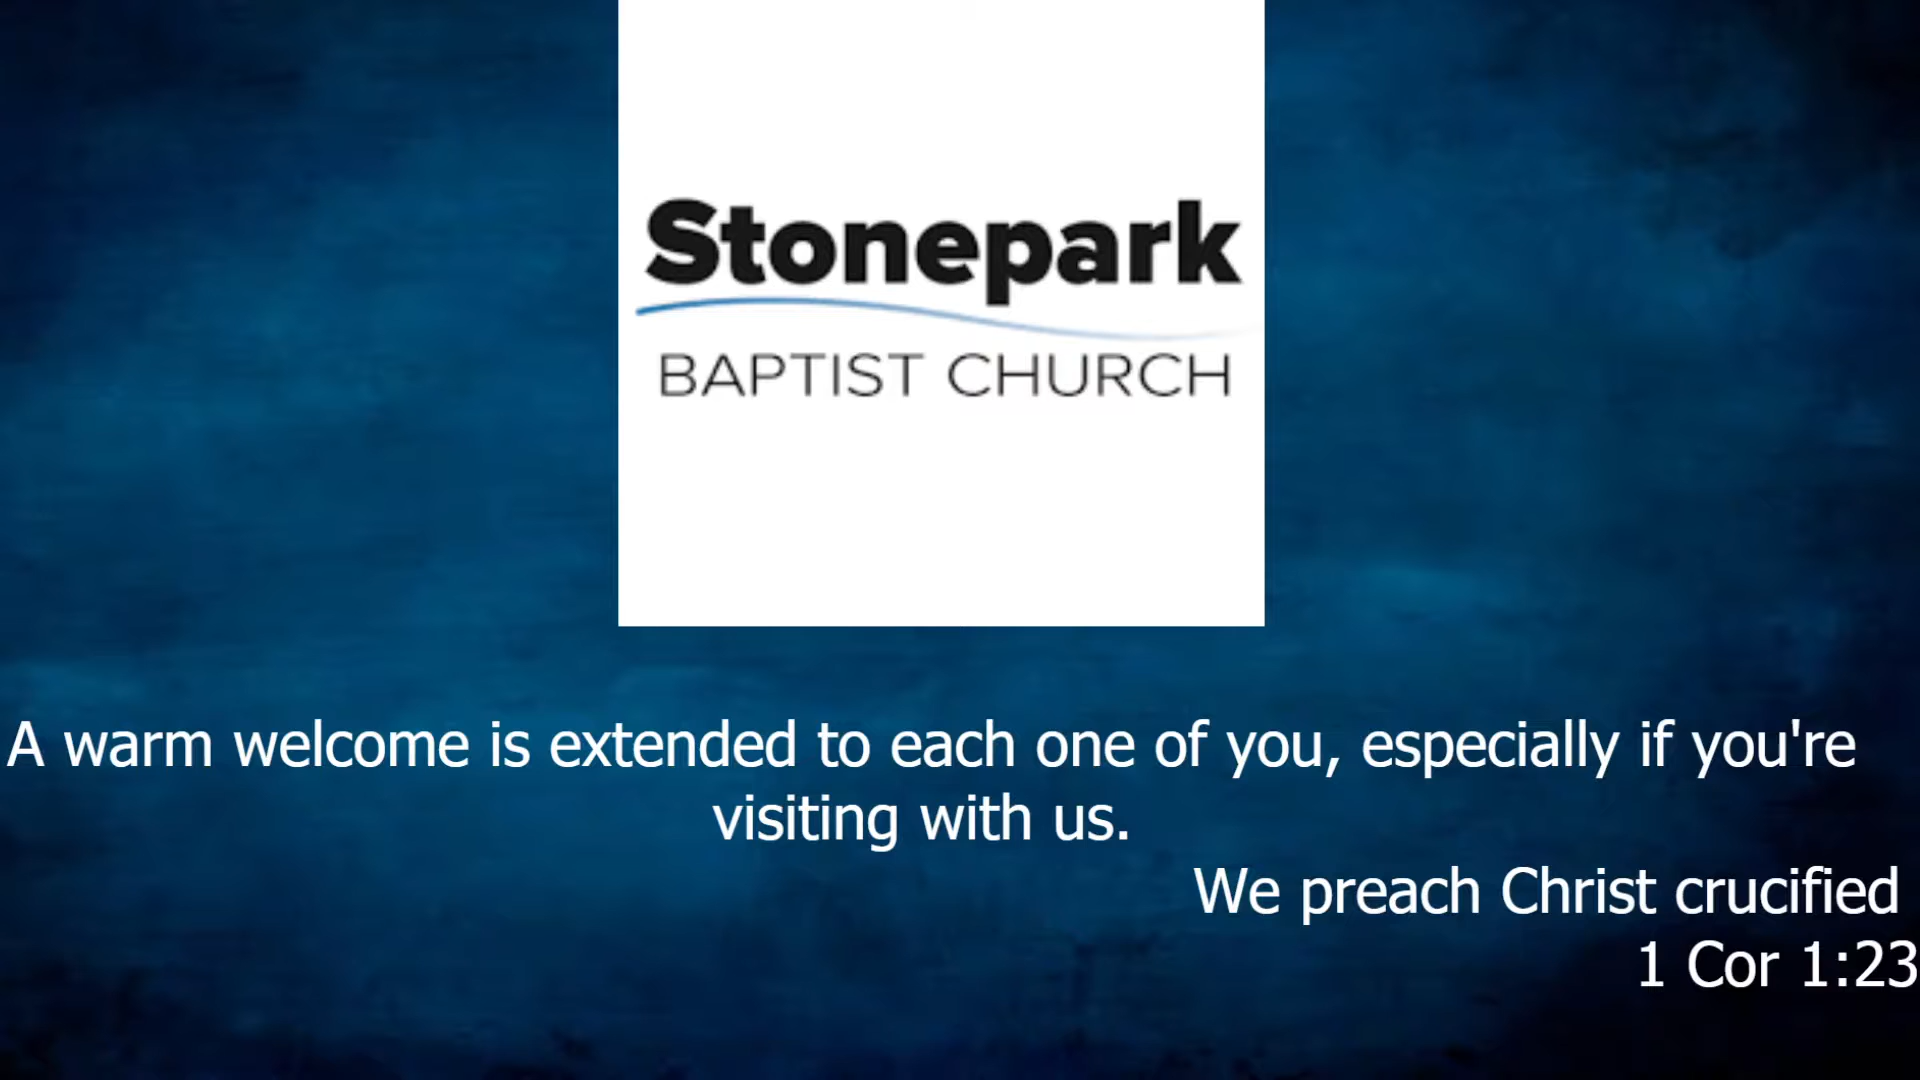 Stonepark
BAPTIST CHURCH
A warm welcome is extended to each one of you, especially if you're
visiting with us.
We preach Christ crucified
1 Cor 1:23